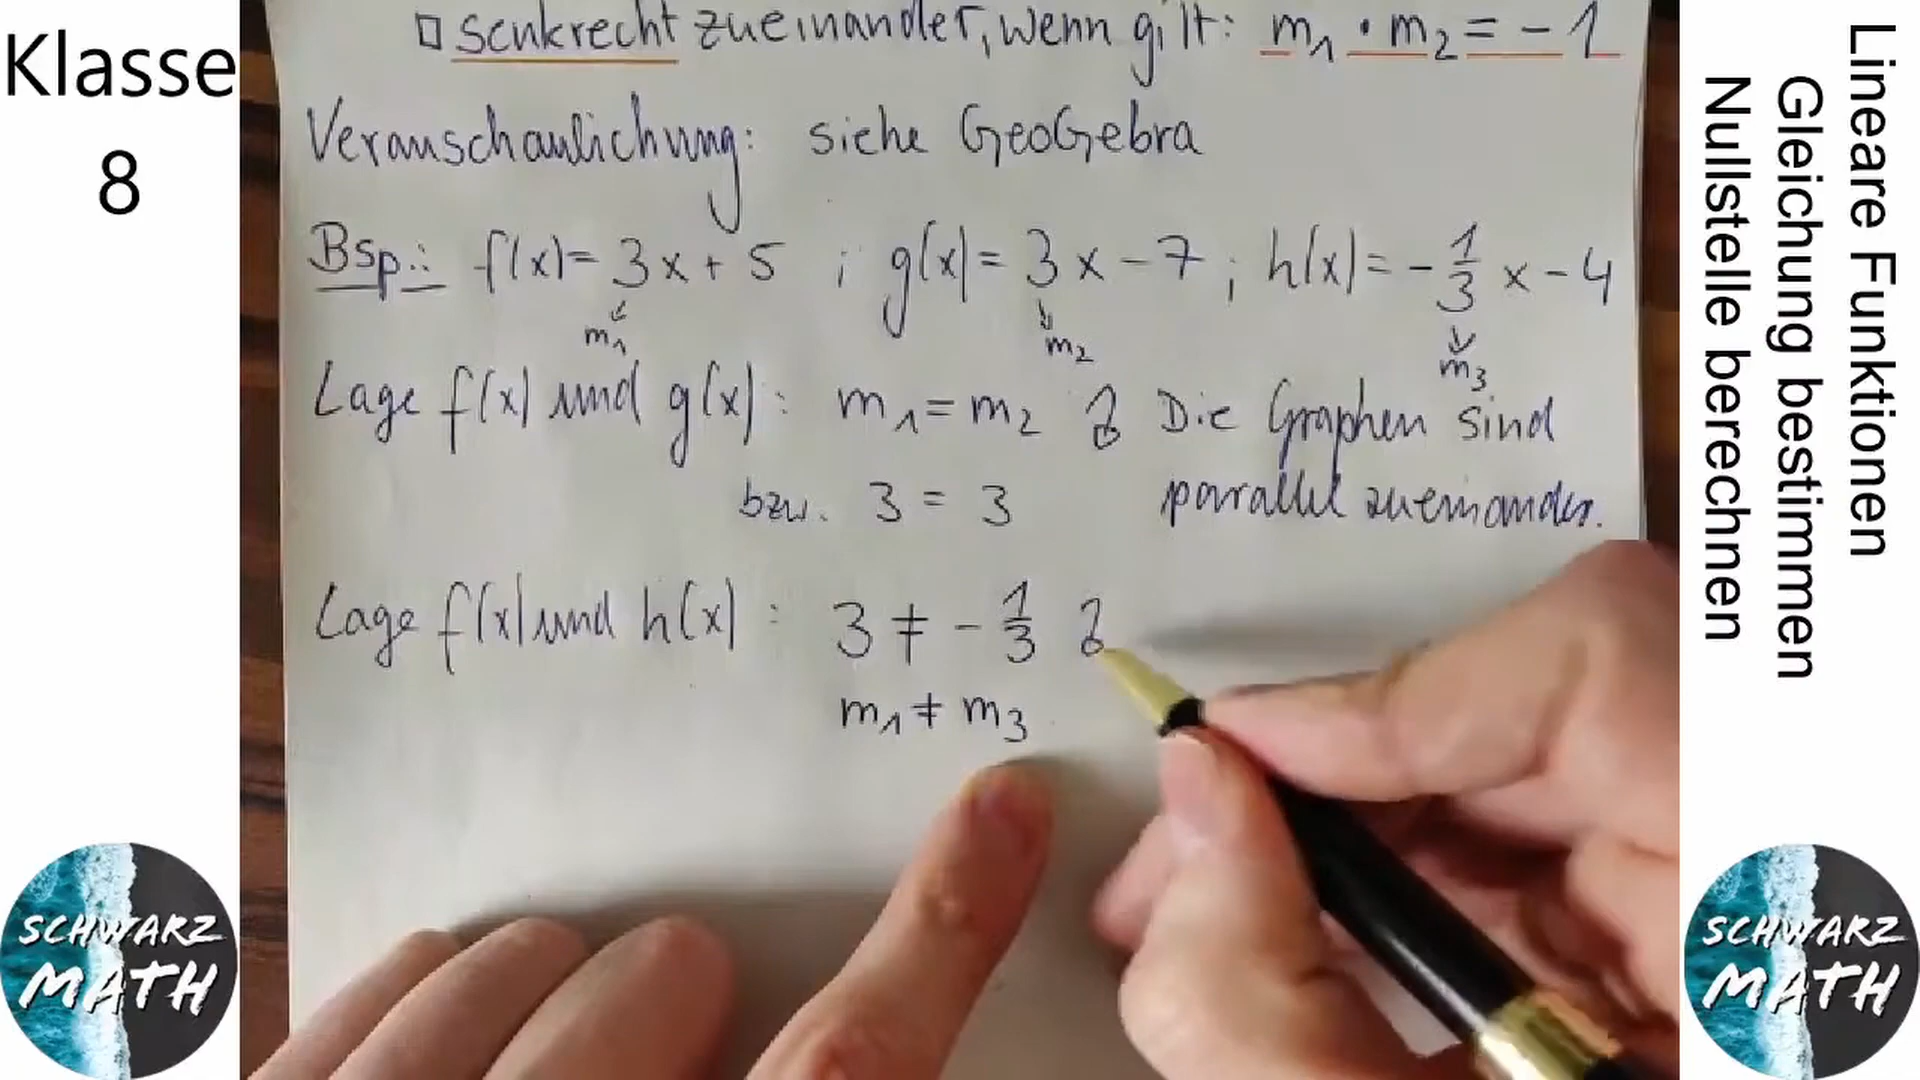 Klasse
8
□ senkrecht zueinander, wenn gilt: m₁ · m₂ = -1
Veranschaulichung: siehe GeoGebra
Bsp.: f(x) = 3x + 5 ; g(x) = 3x - 7 ; h(x) = -1/3 x - 4
m₁ m₂ m₃
Lage f(x) und g(x): m₁ = m₂ Die Graphen sind
bzw. 3 = 3 parallel zueinander.
Lage f(x) und h(x): 3 ≠ -1/3
m₁ ≠ m₃
Lineare Funktionen
Gleichung bestimmen
Nullstelle berechnen
SCHWARZ
MATH
SCHWARZ
MATH